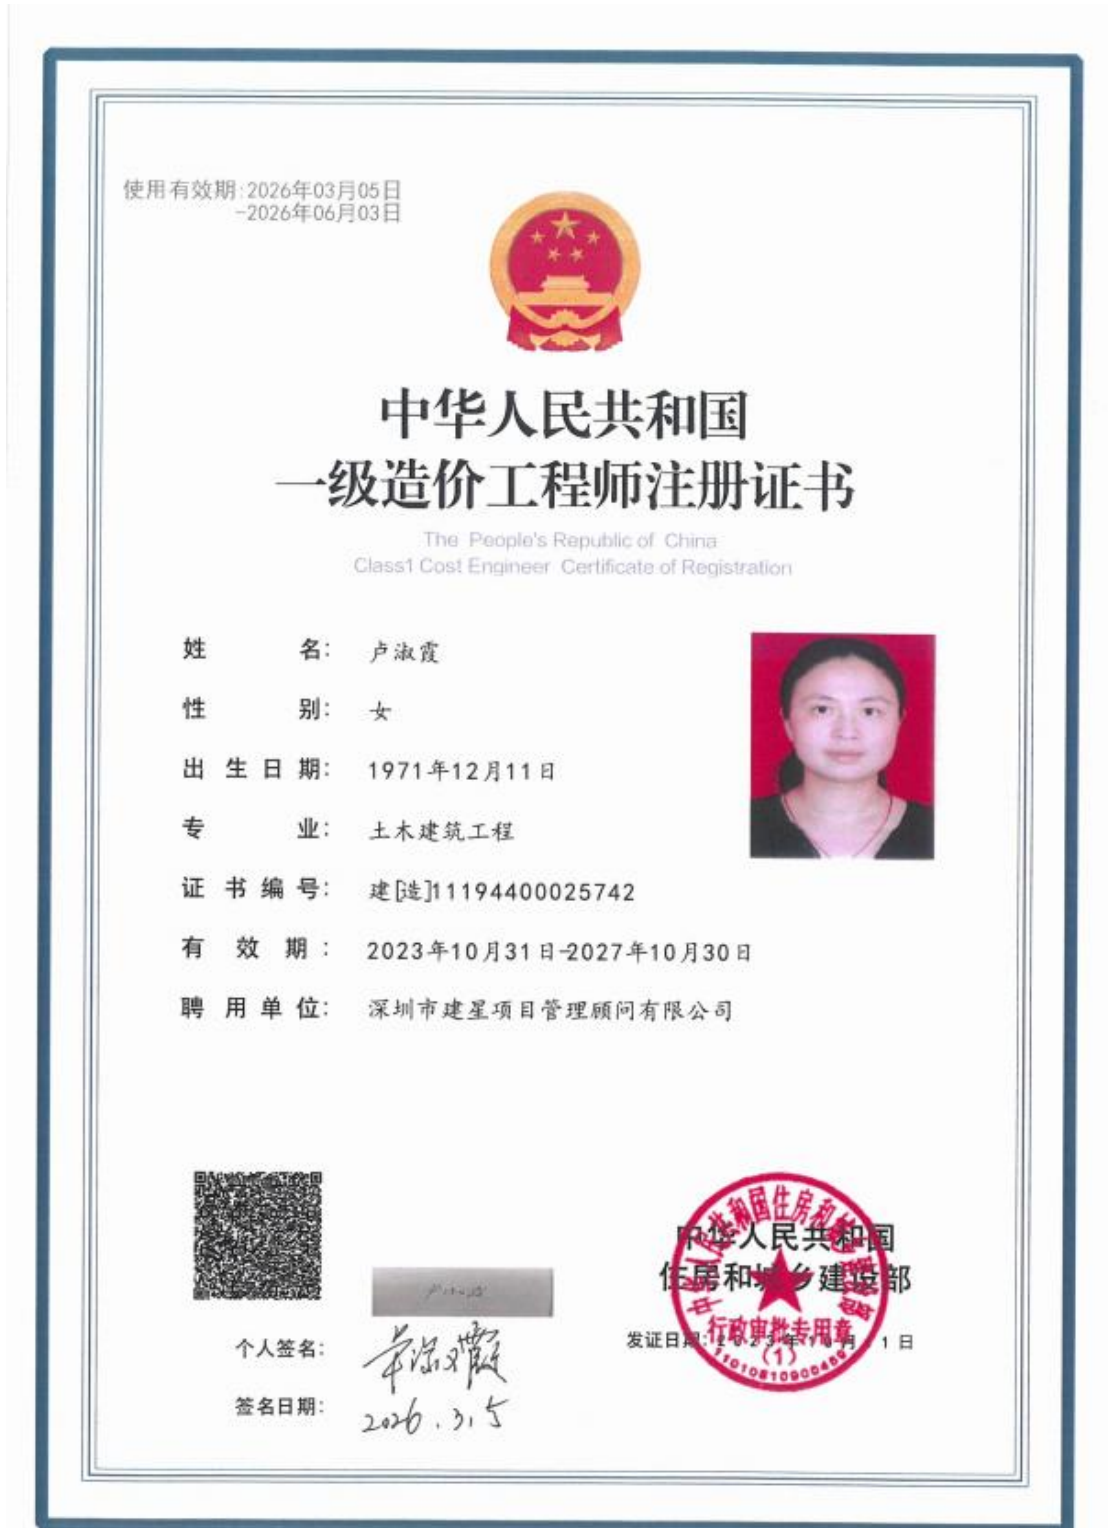 使用有效期:2026年03月05日
-2026年06月03日
中华人民共和国
一级造价工程师注册证书
The People's Republic of China
Class1 Cost Engineer Certificate of Registration
姓名: 卢淑霞
性别: 女
出生日期: 1971年12月11日
专业: 土木建筑工程
证书编号: 建[造]11194400025742
有效期: 2023年10月31日-2027年10月30日
聘用单位: 深圳市建星项目管理顾问有限公司
中华人民共和国
住房和城乡建设部
行政审批专用章
(1)
发证日期:
个人签名:
签名日期: 2026.3.5